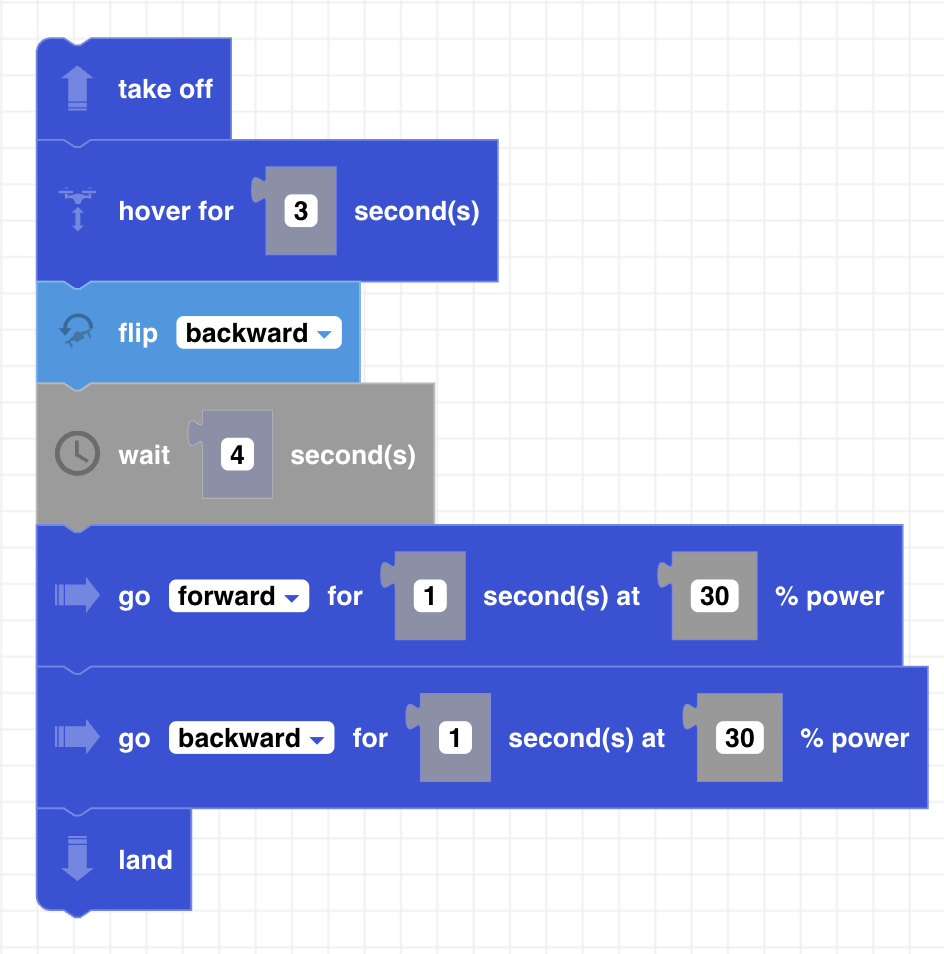 take off
hover for 3 second(s)
flip backward
wait 4 second(s)
go forward for 1 second(s) at 30 % power
go backward for 1 second(s) at 30 % power
land